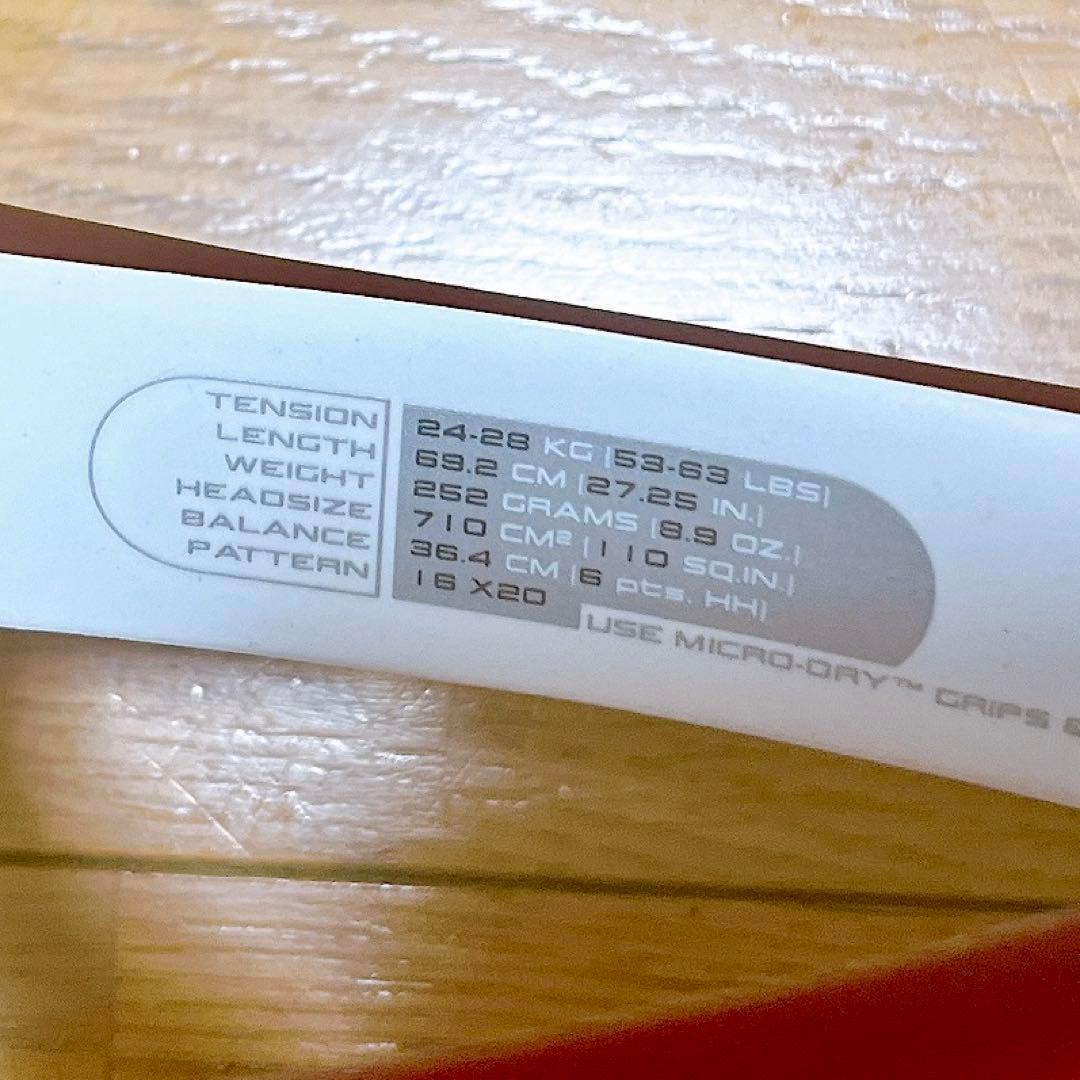 TENSION 24-28 KG (53-63 LBS)
LENGTH 69.2 CM (27.25 IN.)
WEIGHT 252 GRAMS (8.9 OZ.)
HEADSIZE 710 CM² (110 SQ.IN.)
BALANCE 36.4 CM (6 pts. HH)
PATTERN 16 X20
USE MICRO-DRY™ GRIPS